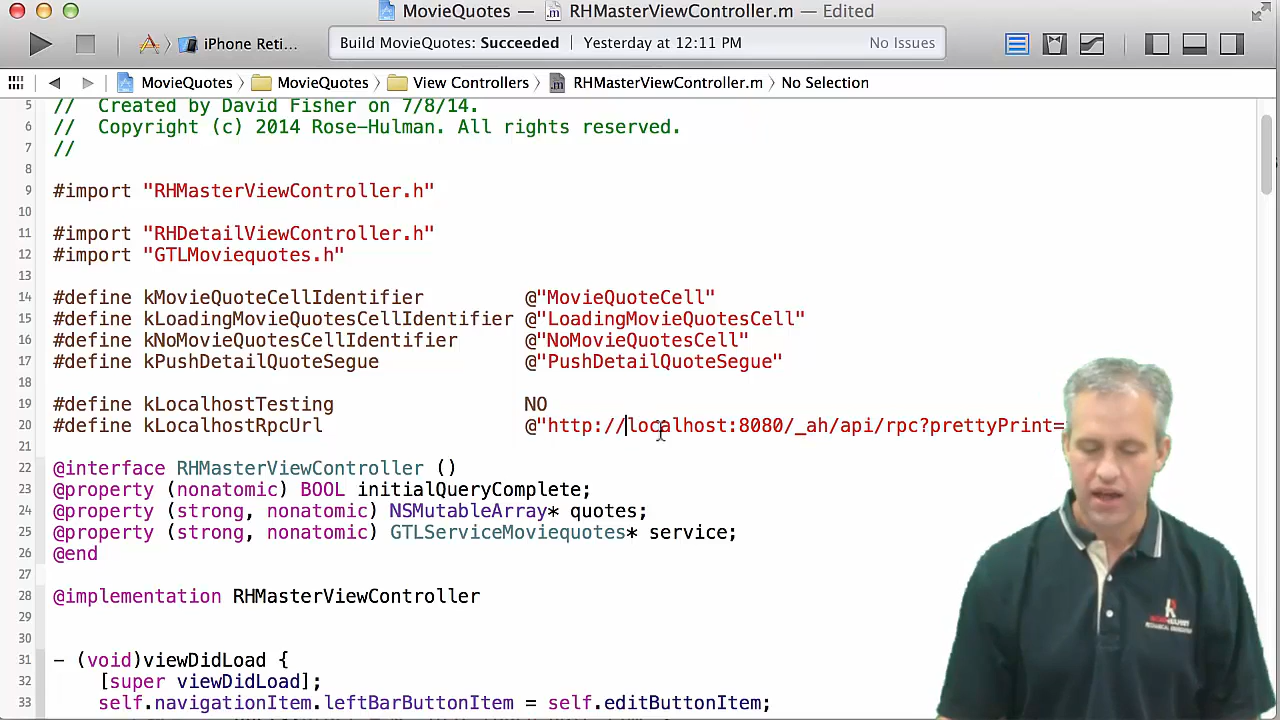 MovieQuotes — RHMasterViewController.m — Edited
iPhone Reti...
Build MovieQuotes: Succeeded | Yesterday at 12:11 PM No Issues
MovieQuotes MovieQuotes View Controllers RHMasterViewController.m No Selection
5 // Created by David Fisher on 7/8/14.
6 // Copyright (c) 2014 Rose-Hulman. All rights reserved.
7 //
8
9 #import "RHMasterViewController.h"
10
11 #import "RHDetailViewController.h"
12 #import "GTLMoviequotes.h"
13
14 #define kMovieQuoteCellIdentifier @"MovieQuoteCell"
15 #define kLoadingMovieQuotesCellIdentifier @"LoadingMovieQuotesCell"
16 #define kNoMovieQuotesCellIdentifier @"NoMovieQuotesCell"
17 #define kPushDetailQuoteSegue @"PushDetailQuoteSegue"
18
19 #define kLocalhostTesting NO
20 #define kLocalhostRpcUrl @"http://localhost:8080/_ah/api/rpc?prettyPrint=
21
22 @interface RHMasterViewController ()
23 @property (nonatomic) BOOL initialQueryComplete;
24 @property (strong, nonatomic) NSMutableArray* quotes;
25 @property (strong, nonatomic) GTLServiceMoviequotes* service;
26 @end
27
28 @implementation RHMasterViewController
29
30
31 - (void)viewDidLoad {
32 [super viewDidLoad];
33 self.navigationItem.leftBarButtonItem = self.editButtonItem;